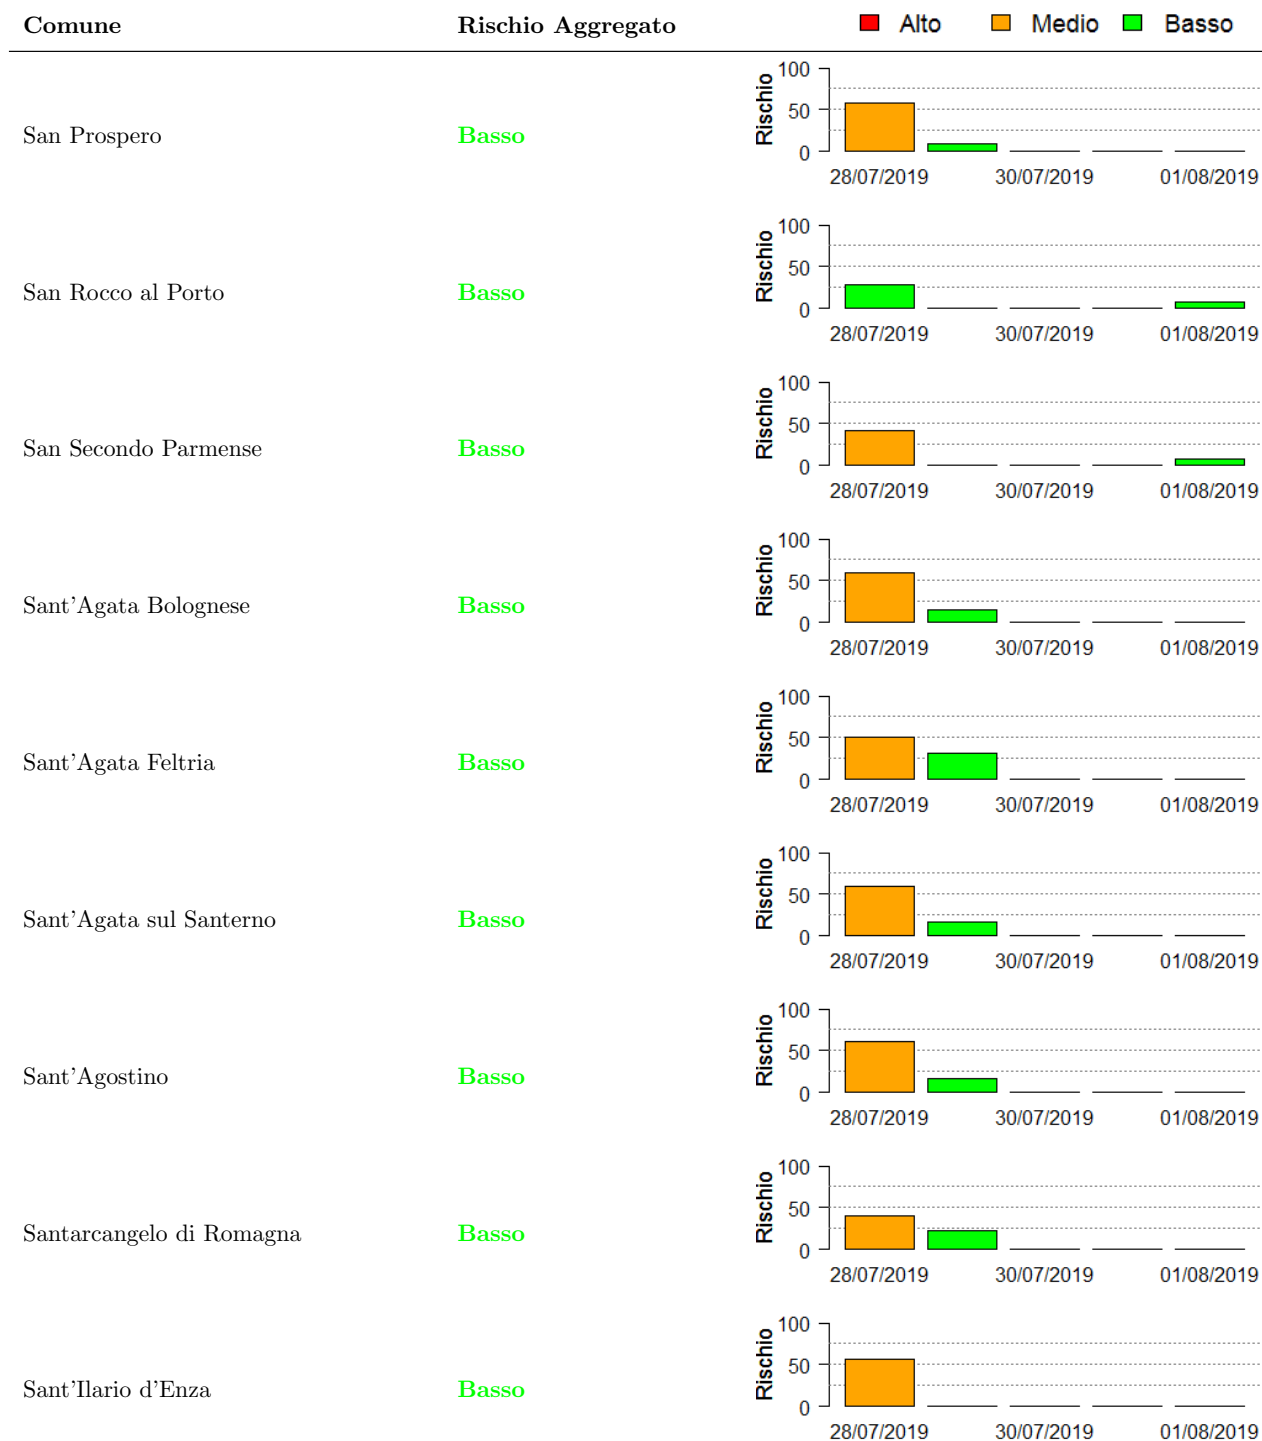 Comune Rischio Aggregato Alto Medio Basso
San Prospero Basso Rischio 100 50 0
28/07/2019 30/07/2019 01/08/2019
San Rocco al Porto Basso Rischio 100 50 0
28/07/2019 30/07/2019 01/08/2019
San Secondo Parmense Basso Rischio 100 50 0
28/07/2019 30/07/2019 01/08/2019
Sant'Agata Bolognese Basso Rischio 100 50 0
28/07/2019 30/07/2019 01/08/2019
Sant'Agata Feltria Basso Rischio 100 50 0
28/07/2019 30/07/2019 01/08/2019
Sant'Agata sul Santerno Basso Rischio 100 50 0
28/07/2019 30/07/2019 01/08/2019
Sant'Agostino Basso Rischio 100 50 0
28/07/2019 30/07/2019 01/08/2019
Santarcangelo di Romagna Basso Rischio 100 50 0
28/07/2019 30/07/2019 01/08/2019
Sant'Ilario d'Enza Basso Rischio 100 50 0
28/07/2019 30/07/2019 01/08/2019